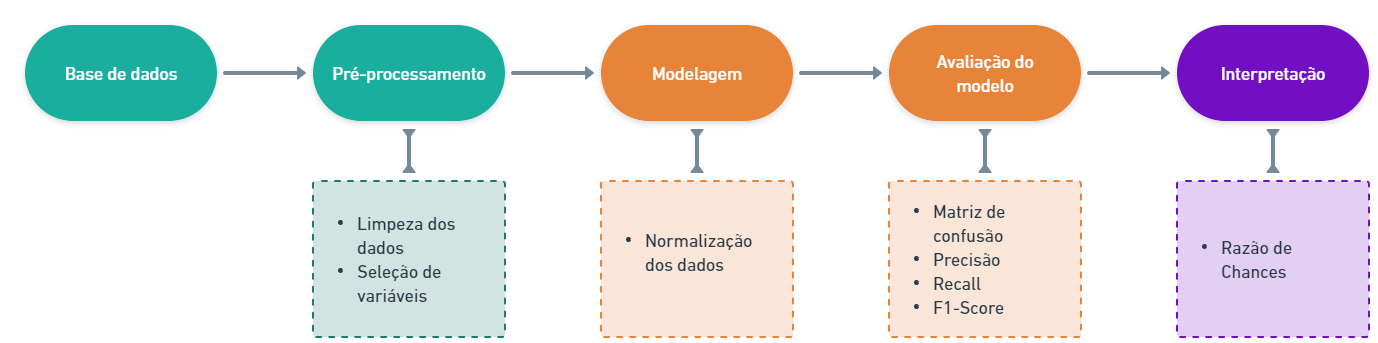 Base de dados
Pré-processamento
Modelagem
Avaliação do
modelo
Interpretação
• Limpeza dos
dados
• Seleção de
variáveis
• Normalização
dos dados
• Matriz de
confusão
• Precisão
• Recall
• F1-Score
• Razão de
Chances